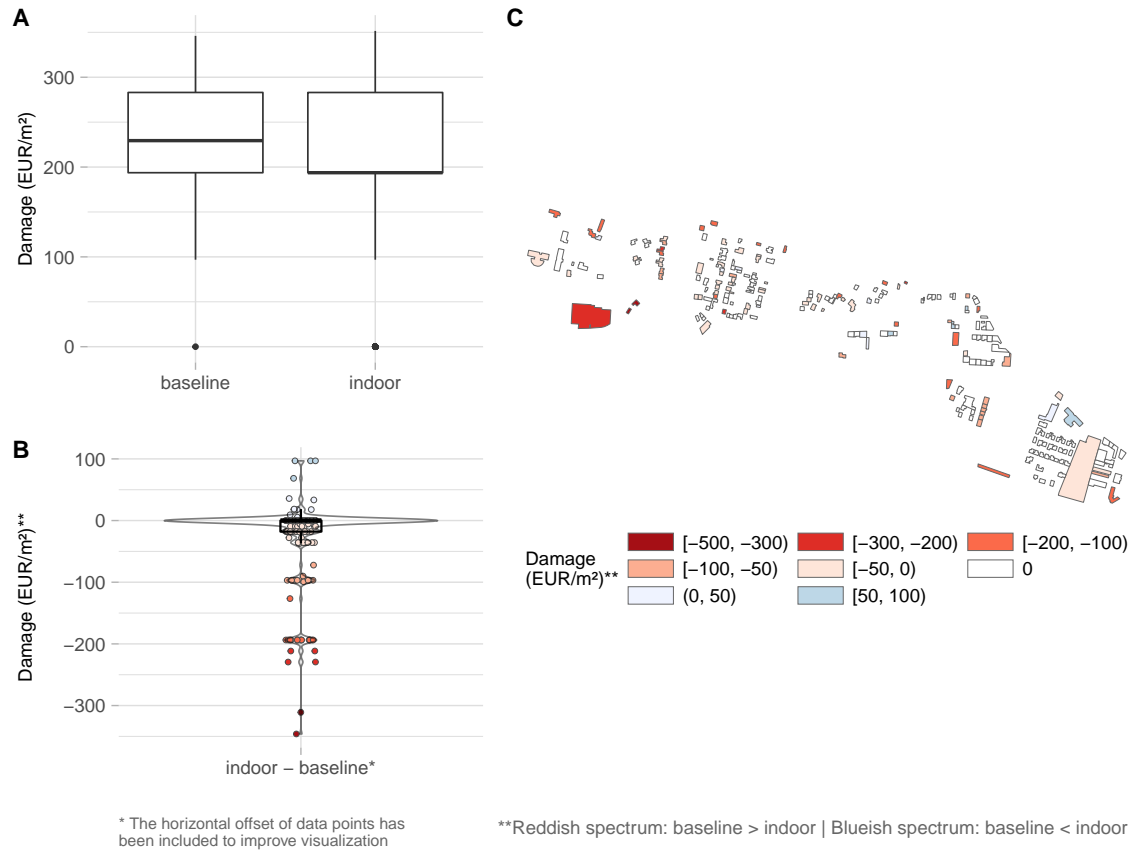 A
Damage (EUR/m²)
300
200
100
0
baseline indoor
B
Damage (EUR/m²)**
100
0
−100
−200
−300
indoor − baseline*
* The horizontal offset of data points has
been included to improve visualization
C
Damage
(EUR/m²)**
[−500, −300) [−300, −200) [−200, −100)
[−100, −50) [−50, 0) 0
(0, 50) [50, 100)
**Reddish spectrum: baseline > indoor | Blueish spectrum: baseline < indoor